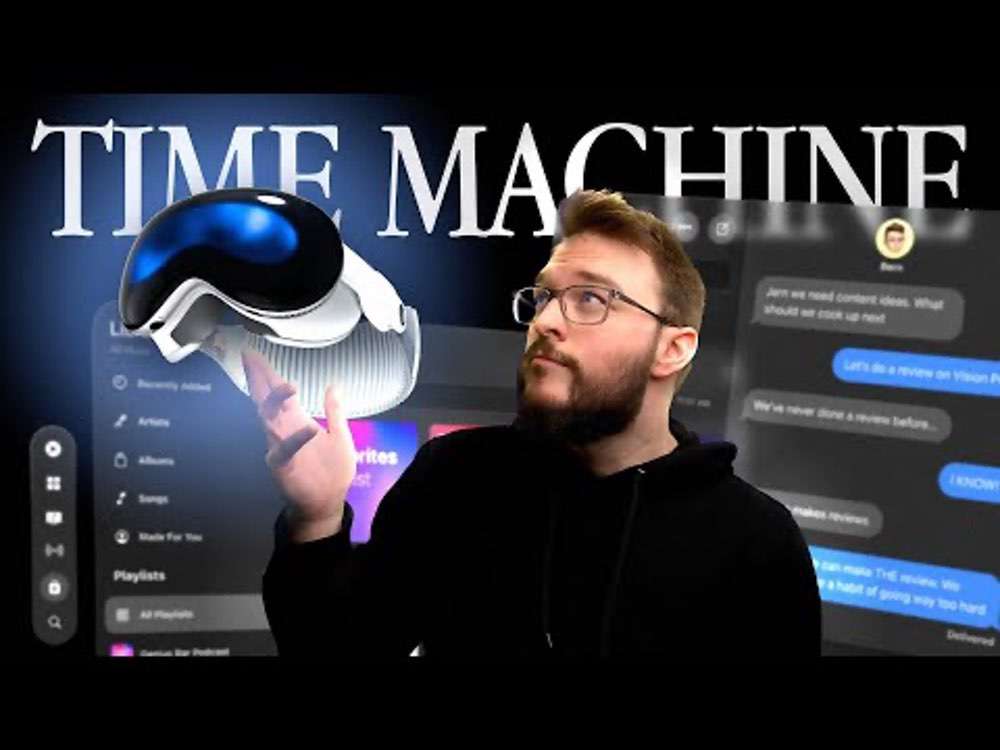 TIME MACHINE
Recently Added
Artists
Albums
Songs
Made For You
Playlists
All Playlists
Genius Bar Podcast
Bern
Jern we need content ideas. What
should we cook up next
Let's do a review on Vision
We've never done a review before...
I KNOW!
makes reviews
can make THE review. We
a habit of going way too hard
Delivered